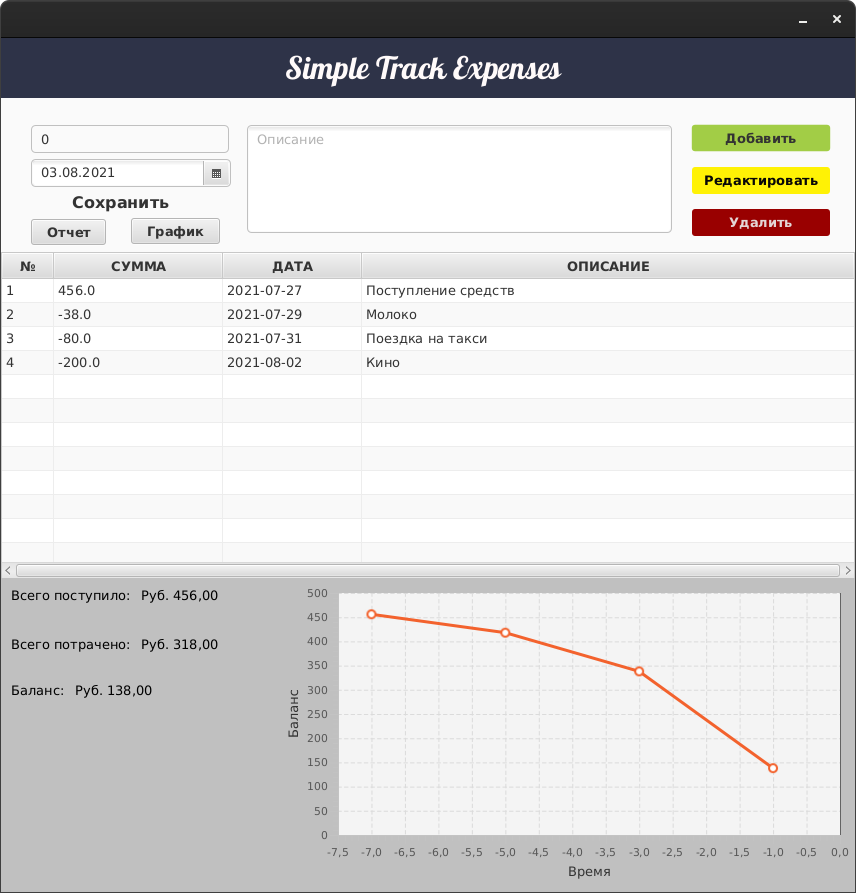 Simple Track Expenses
0
03.08.2021
Сохранить
Отчет График
Описание
Добавить
Редактировать
Удалить
№ СУММА ДАТА ОПИСАНИЕ
1 456.0 2021-07-27 Поступление средств
2 -38.0 2021-07-29 Молоко
3 -80.0 2021-07-31 Поездка на такси
4 -200.0 2021-08-02 Кино
Всего поступило: Руб. 456,00
Всего потрачено: Руб. 318,00
Баланс: Руб. 138,00
Баланс
500
450
400
350
300
250
200
150
100
50
0
-7,5 -7,0 -6,5 -6,0 -5,5 -5,0 -4,5 -4,0 -3,5 -3,0 -2,5 -2,0 -1,5 -1,0 -0,5 0,0
Время